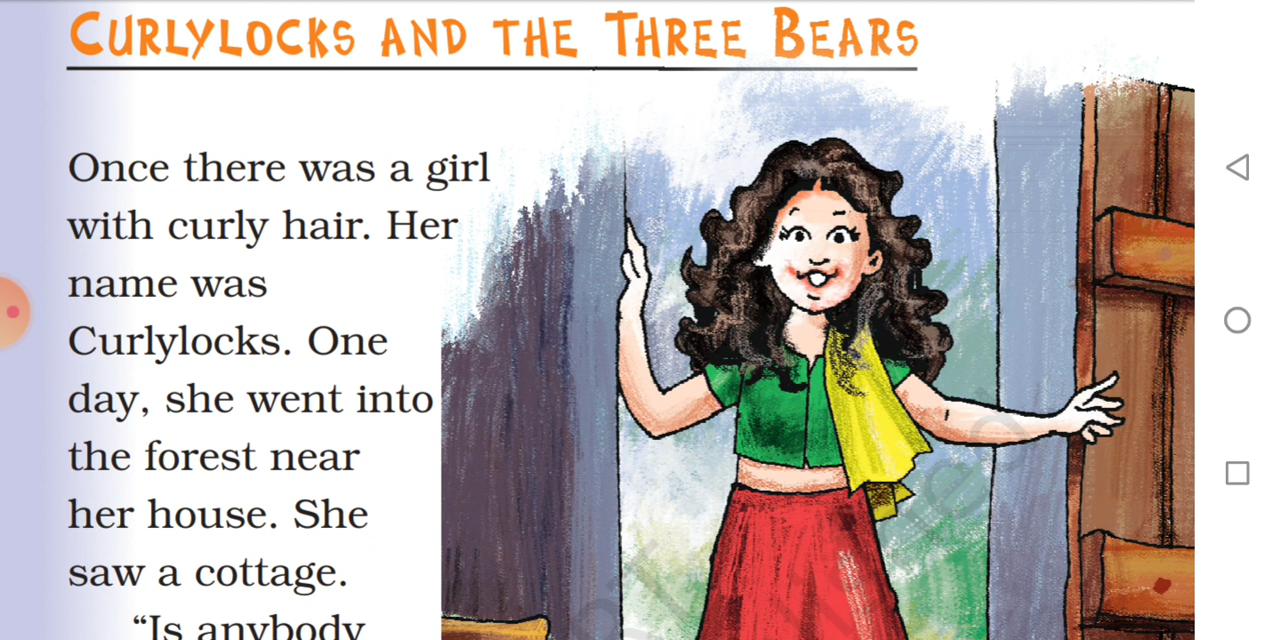 CURLYLOCKS AND THE THREE BEARS
Once there was a girl
with curly hair. Her
name was
Curlylocks. One
day, she went into
the forest near
her house. She
saw a cottage.
“Is anybody